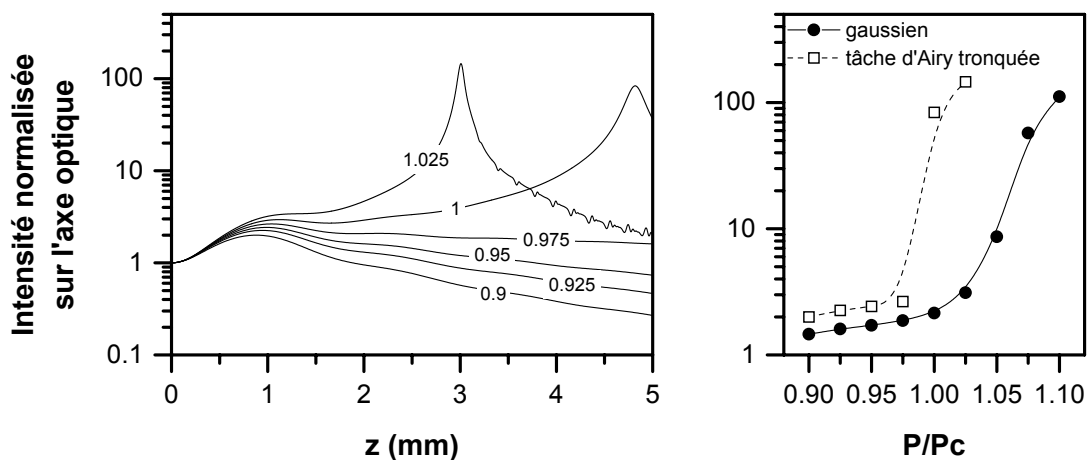 Intensité normalisée
sur l'axe optique
100
10
1
0.1
1.025
1
0.975
0.95
0.925
0.9
0 1 2 3 4 5
z (mm)
gaussien
tâche d'Airy tronquée
100
10
1
0.90 0.95 1.00 1.05 1.10
P/Pc